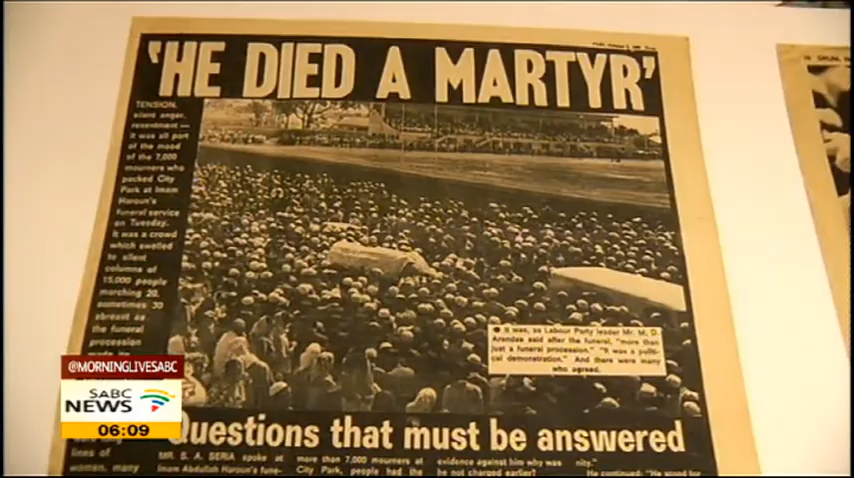 'HE DIED A MARTYR'
TENSION,
silent anger,
resentment —
it was all part
of the mood
of the 7,000
mourners who
packed City
Park at Imam
Haroun's
funeral service
on Tuesday.
It was a crowd
which swelled
to silent
columns of
15,000 people
marching 20,
sometimes 30
abreast as the
funeral
procession
● It was, as Labour Party leader Mr. M. D.
Arendse said after the funeral, "more than
just a funeral procession." "It was a politi-
cal demonstration." And there were many
who agreed.
Questions that must be answered
lines of
women, many
MR. S. A. SERIA spoke at
Imam Abdullah Haroun's fune-
more than 7,000 mourners at
City Park, people had the
evidence against him why was
he not charged earlier?
nity."
He continued: "He stood for
@MORNINGLIVESABC
SABC
NEWS
06:09